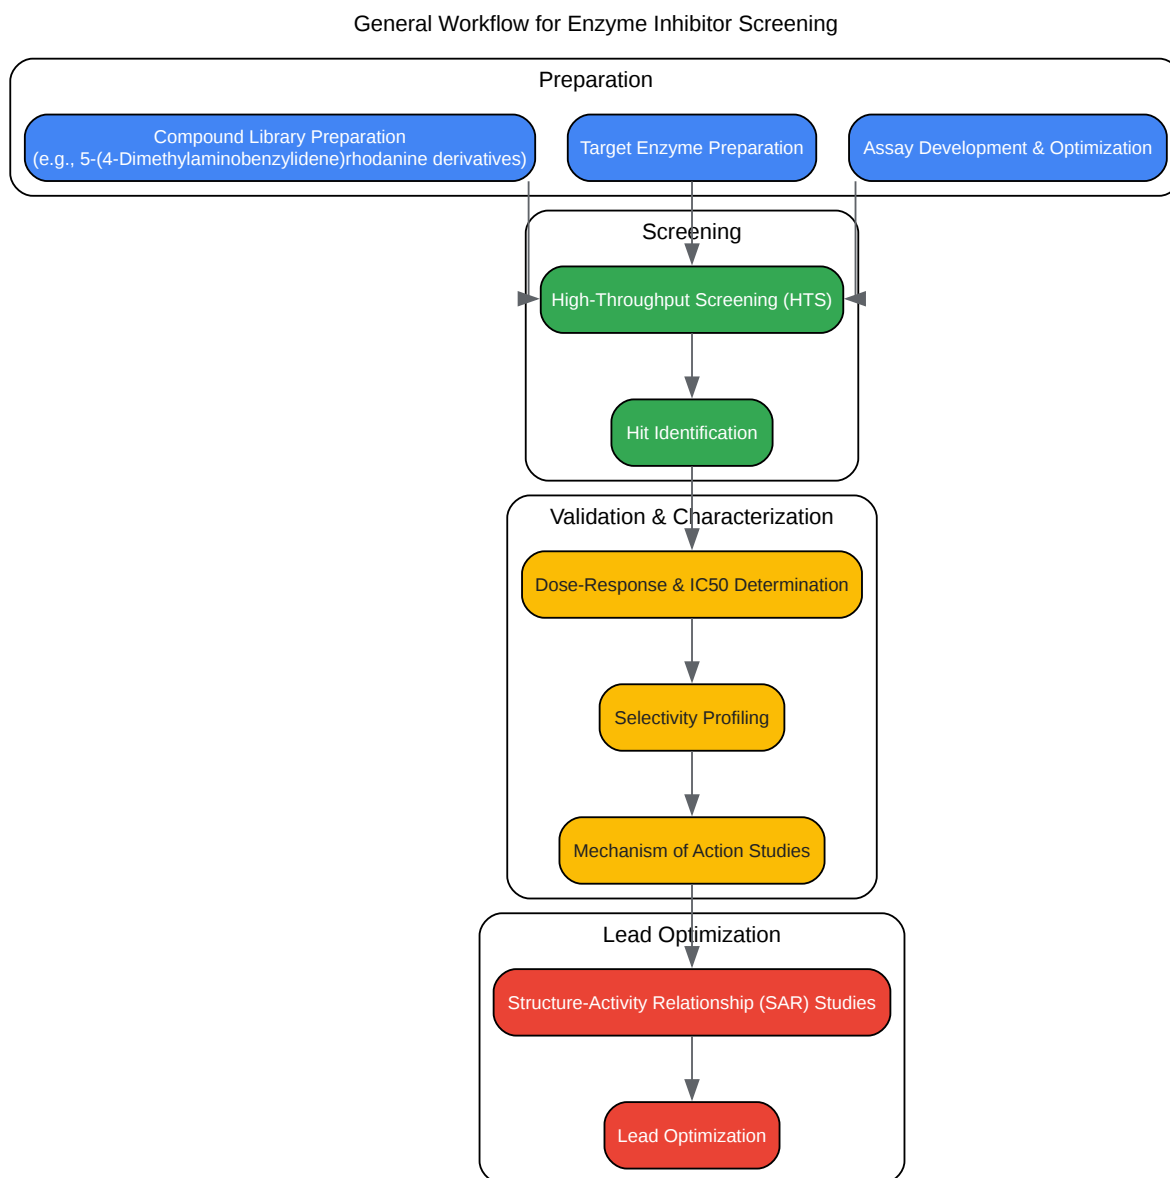 General Workflow for Enzyme Inhibitor Screening
Preparation
Compound Library Preparation
(e.g., 5-(4-Dimethylaminobenzylidene)rhodanine derivatives)
Target Enzyme Preparation
Assay Development & Optimization
Screening
High-Throughput Screening (HTS)
Hit Identification
Validation & Characterization
Dose-Response & IC50 Determination
Selectivity Profiling
Mechanism of Action Studies
Lead Optimization
Structure-Activity Relationship (SAR) Studies
Lead Optimization